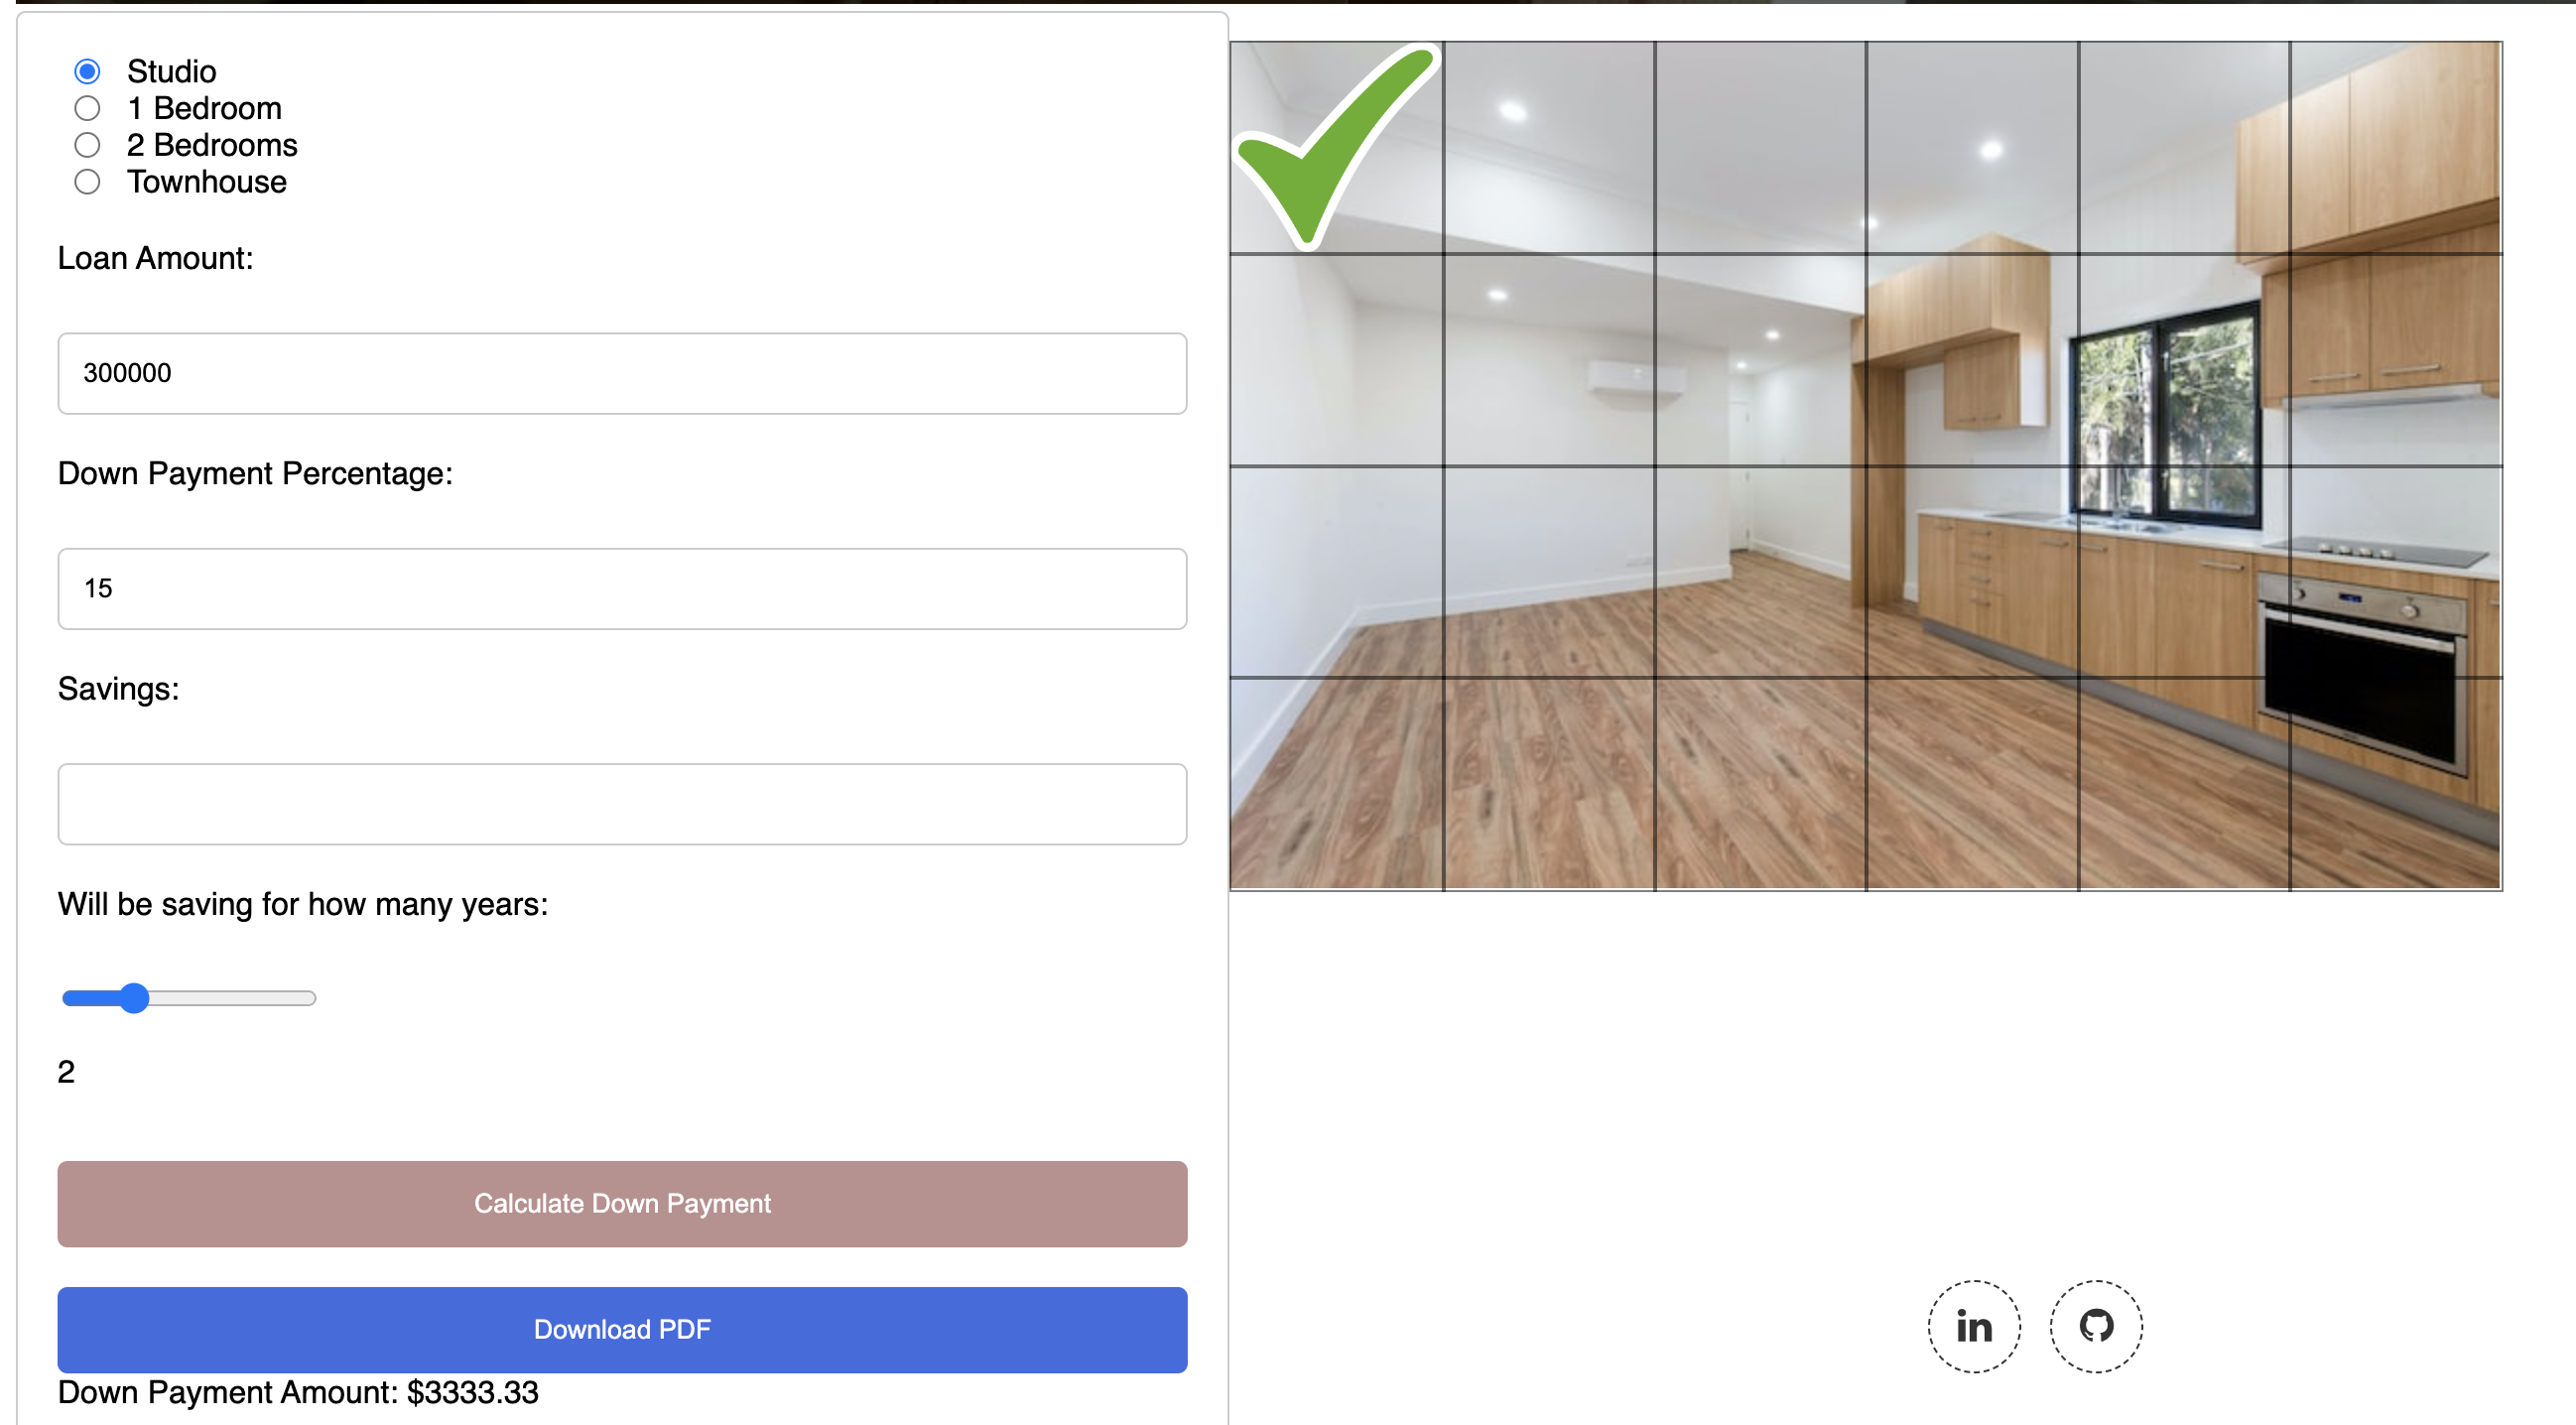 Studio
1 Bedroom
2 Bedrooms
Townhouse
Loan Amount:
300000
Down Payment Percentage:
15
Savings:
Will be saving for how many years:
2
Calculate Down Payment
Download PDF
Down Payment Amount: $3333.33
in